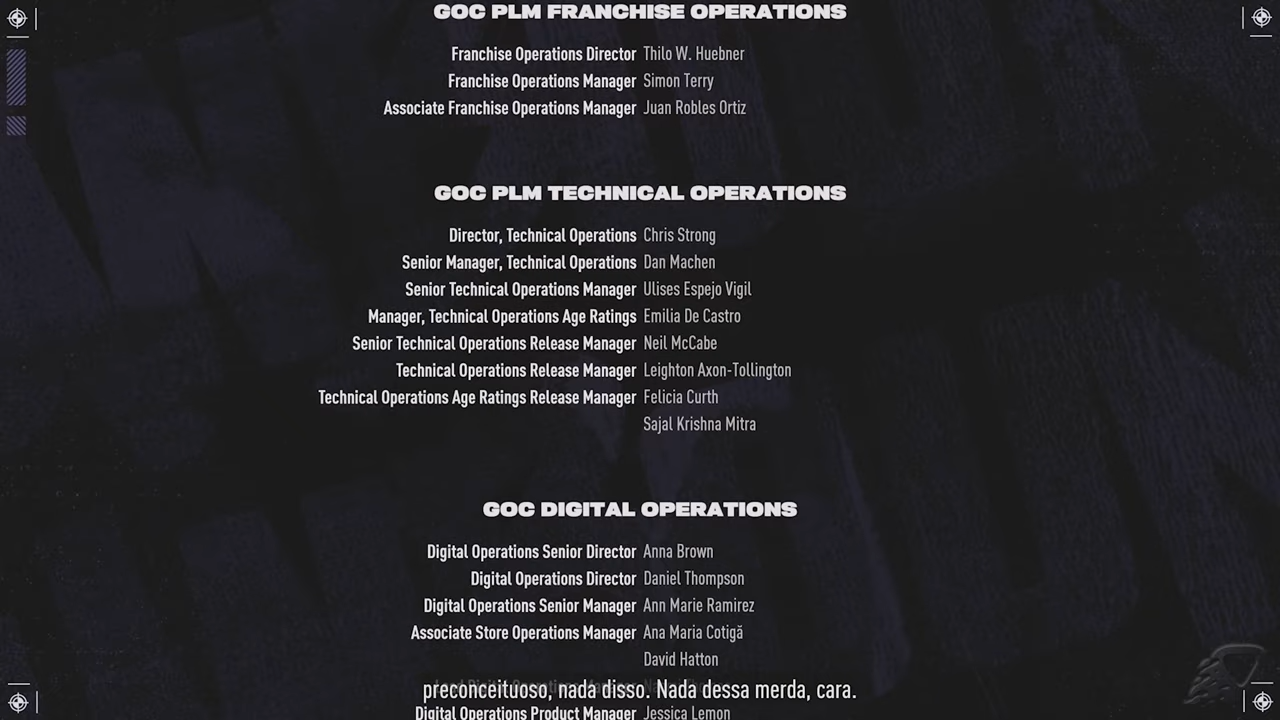 GOC PLM FRANCHISE OPERATIONS
Franchise Operations Director Thilo W. Huebner
Franchise Operations Manager Simon Terry
Associate Franchise Operations Manager Juan Robles Ortiz
GOC PLM TECHNICAL OPERATIONS
Director, Technical Operations Chris Strong
Senior Manager, Technical Operations Dan Machen
Senior Technical Operations Manager Ulises Espejo Vigil
Manager, Technical Operations Age Ratings Emilia De Castro
Senior Technical Operations Release Manager Neil McCabe
Technical Operations Release Manager Leighton Axon-Tollington
Technical Operations Age Ratings Release Manager Felicia Curth
Sajal Krishna Mitra
GOC DIGITAL OPERATIONS
Digital Operations Senior Director Anna Brown
Digital Operations Director Daniel Thompson
Digital Operations Senior Manager Ann Marie Ramirez
Associate Store Operations Manager Ana Maria Cotigă
David Hatton
preconceituoso, nada disso. Nada dessa merda, cara.
Digital Operations Product Manager Jessica Lemon